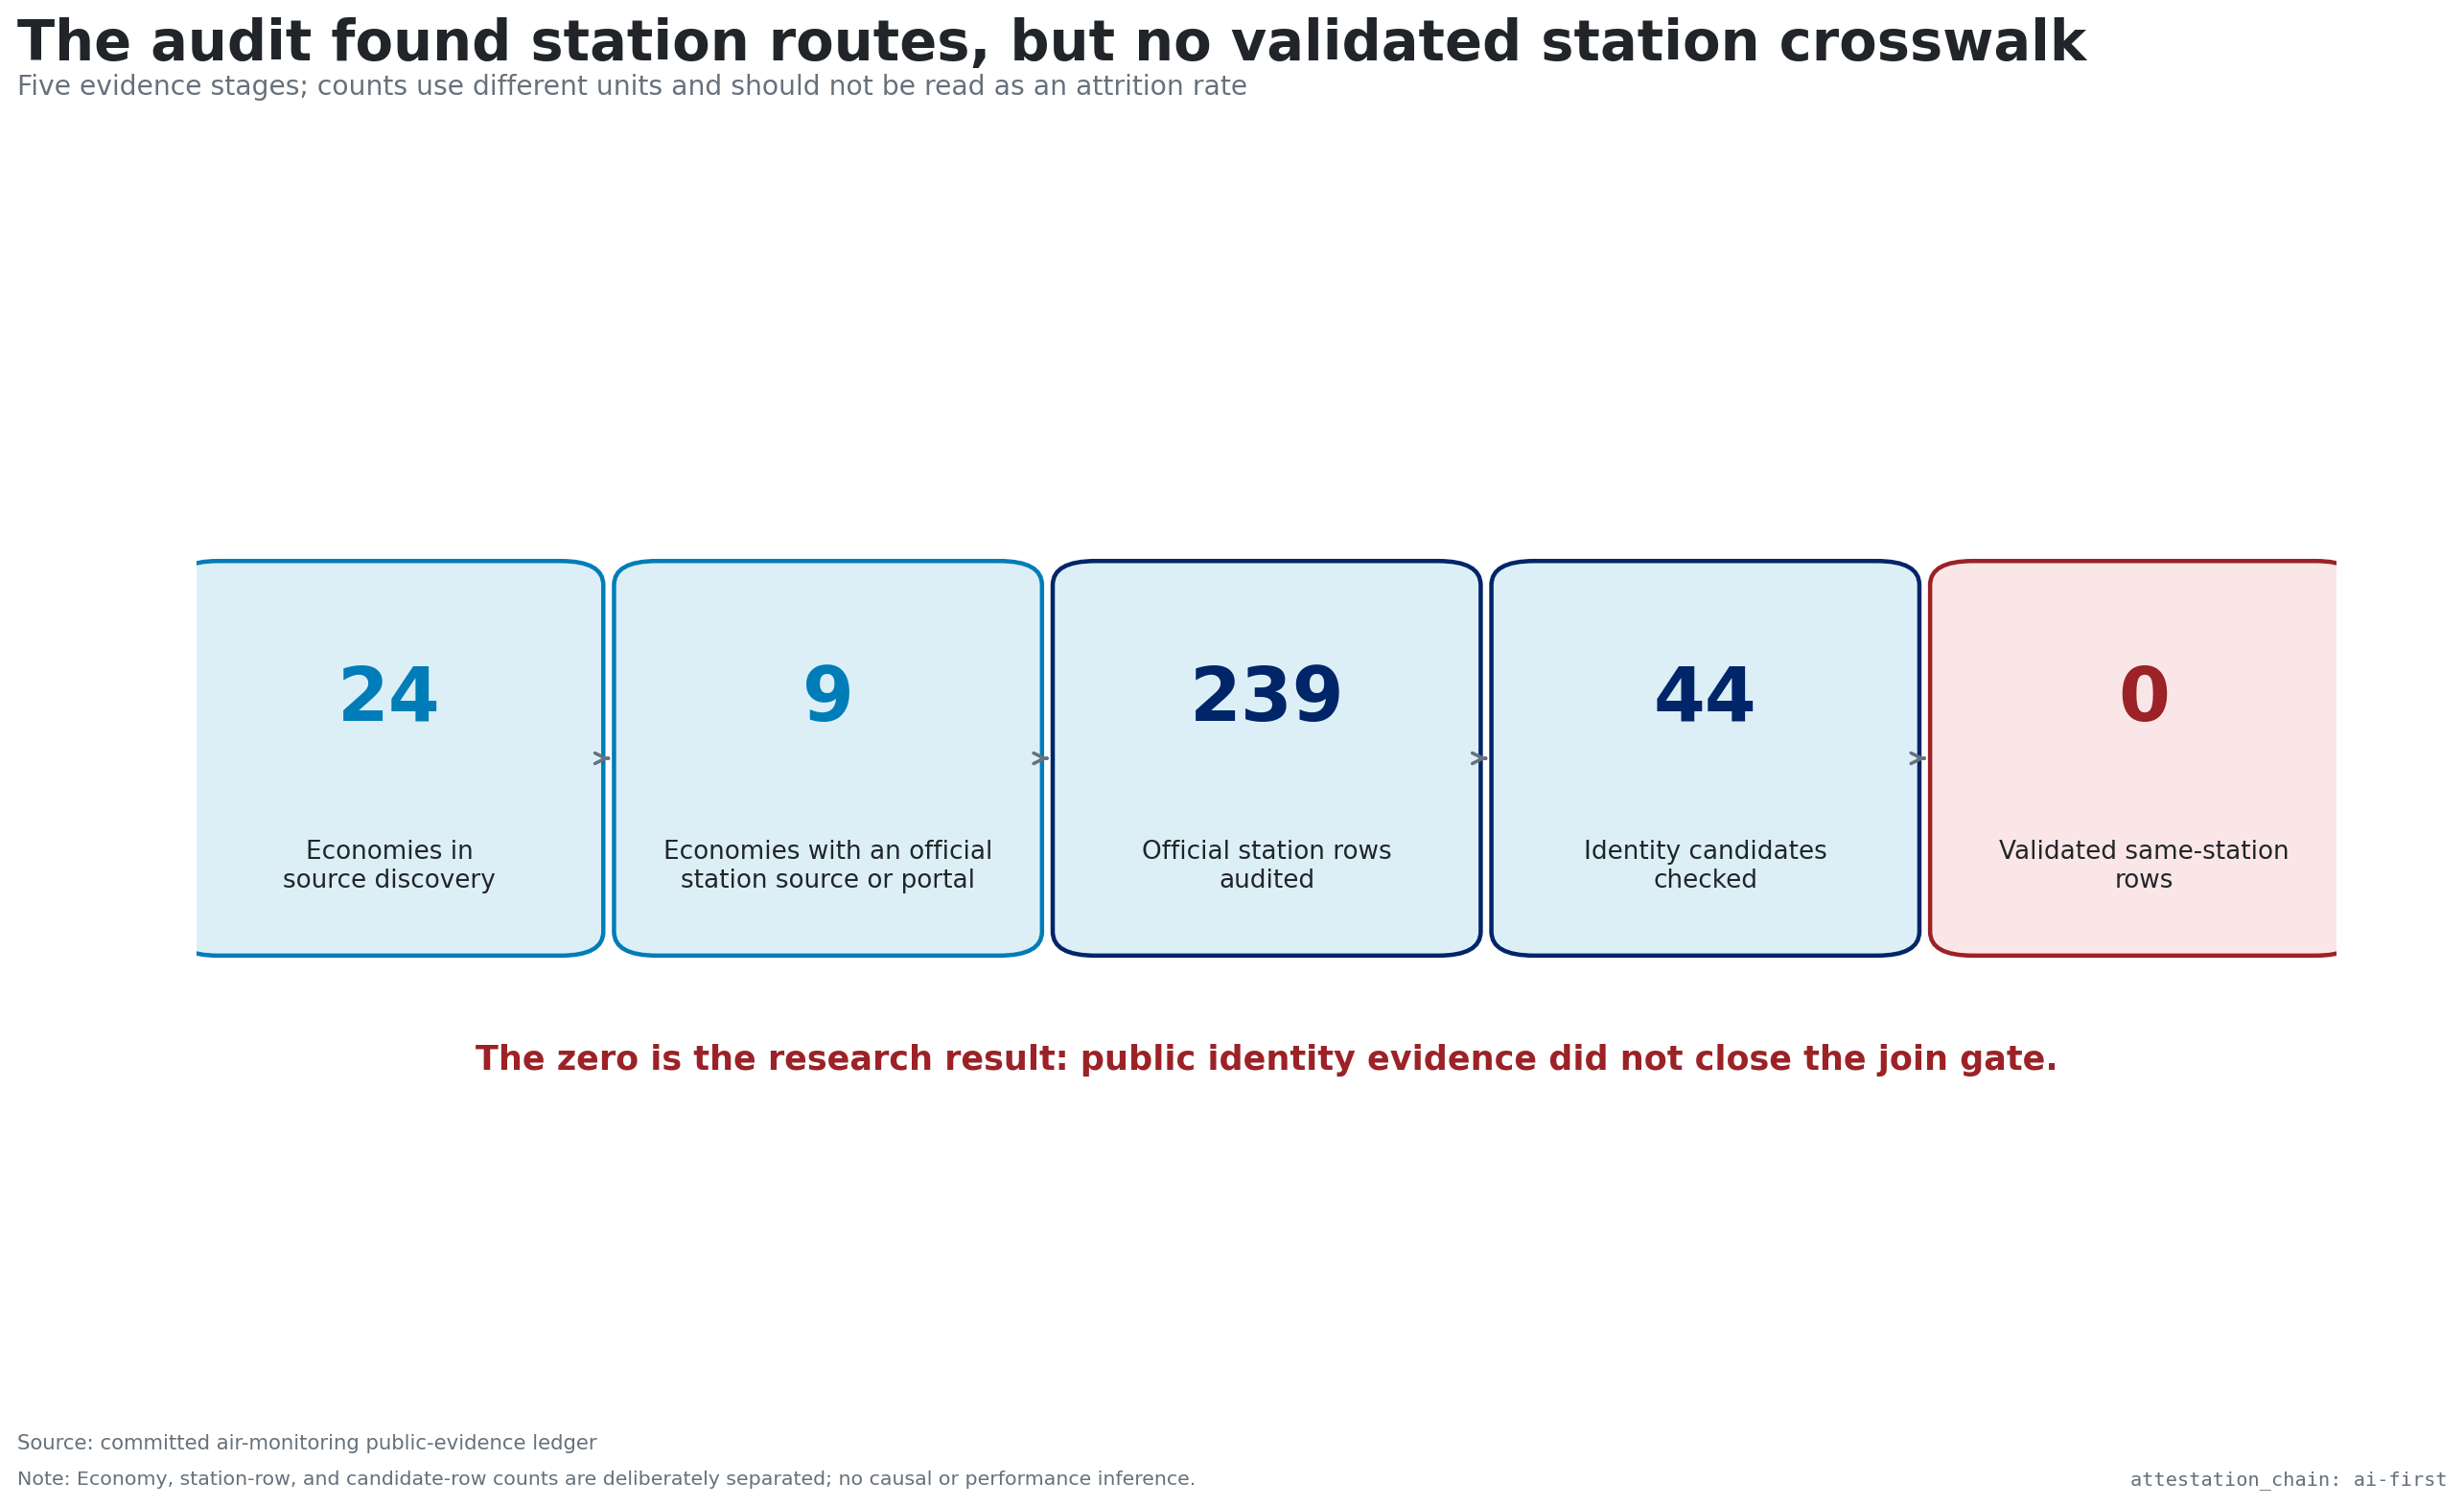 The audit found station routes, but no validated station crosswalk
Five evidence stages; counts use different units and should not be read as an attrition rate
24
Economies in
source discovery
9
Economies with an official
station source or portal
239
Official station rows
audited
44
Identity candidates
checked
0
Validated same-station
rows
The zero is the research result: public identity evidence did not close the join gate.
Source: committed air-monitoring public-evidence ledger
Note: Economy, station-row, and candidate-row counts are deliberately separated; no causal or performance inference.
attestation_chain: ai-first